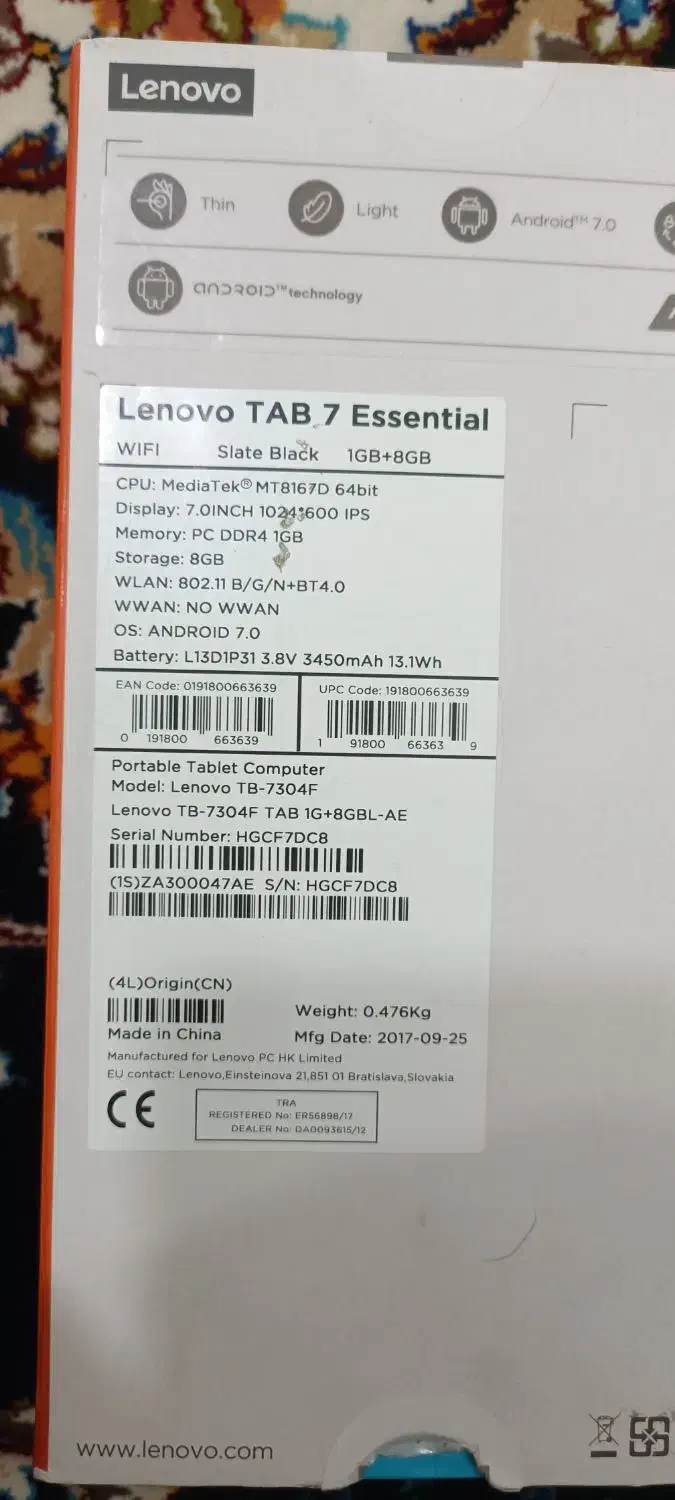 Lenovo
Thin Light Android™ 7.0
ANDROID™technology
Lenovo TAB 7 Essential
WIFI Slate Black 1GB+8GB
CPU: MediaTek® MT8167D 64bit
Display: 7.0INCH 1024*600 IPS
Memory: PC DDR4 1GB
Storage: 8GB
WLAN: 802.11 B/G/N+BT4.0
WWAN: NO WWAN
OS: ANDROID 7.0
Battery: L13D1P31 3.8V 3450mAh 13.1Wh
EAN Code: 0191800663639 UPC Code: 191800663639
0 191800 663639 1 91800 66363 9
Portable Tablet Computer
Model: Lenovo TB-7304F
Lenovo TB-7304F TAB 1G+8GBL-AE
Serial Number: HGCF7DC8
(1S)ZA300047AE S/N: HGCF7DC8
(4L)Origin(CN)
Weight: 0.476Kg
Made in China Mfg Date: 2017-09-25
Manufactured for Lenovo PC HK Limited
EU contact: Lenovo,Einsteinova 21,851 01 Bratislava,Slovakia
CE
TRA
REGISTERED No: ER56898/17
DEALER No: DA0093615/12
www.lenovo.com